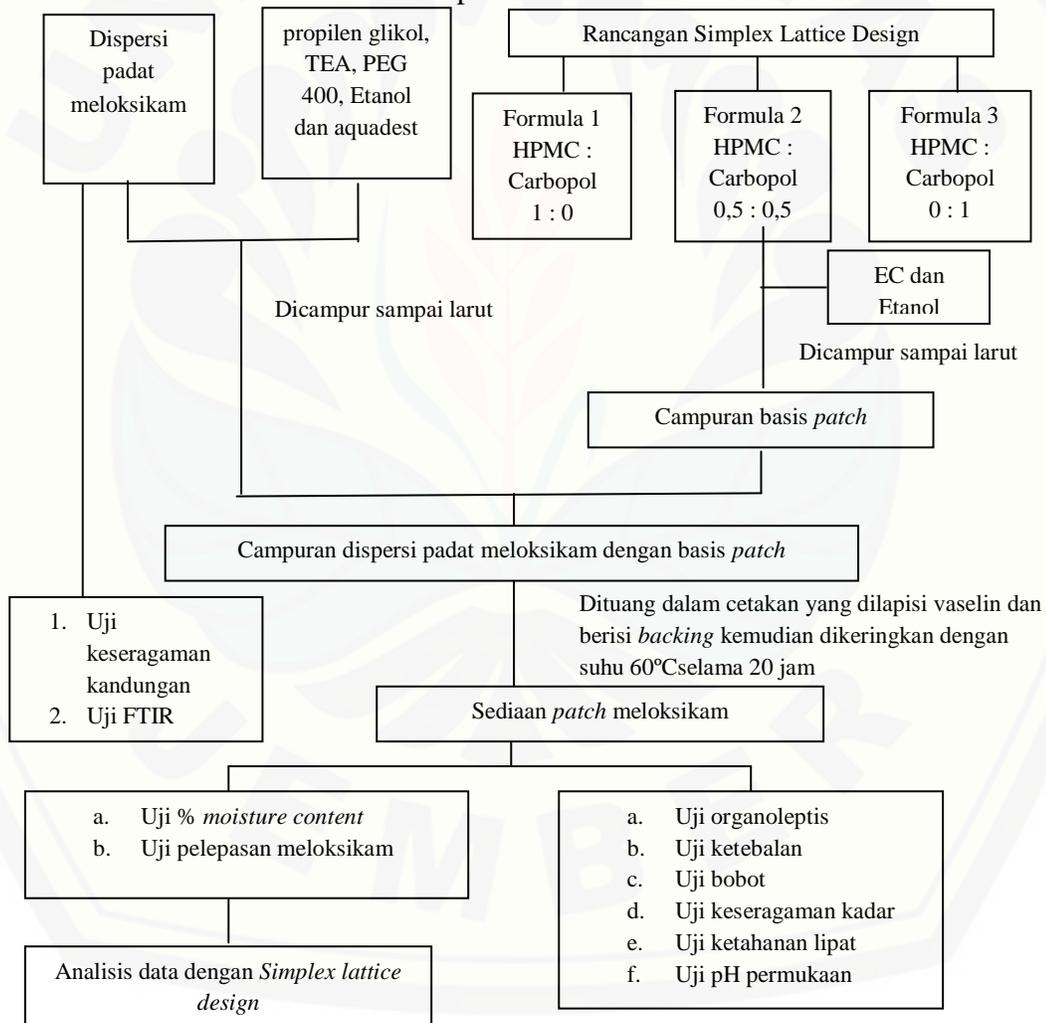 Dispersi
padat
meloksikam
propilen glikol,
TEA, PEG
400, Etanol
dan aquadest
Rancangan Simplex Lattice Design
Formula 1
HPMC :
Carbopol
1 : 0
Formula 2
HPMC :
Carbopol
0,5 : 0,5
Formula 3
HPMC :
Carbopol
0 : 1
EC dan
Etanol
Dicampur sampai larut
Dicampur sampai larut
Campuran basis patch
Campuran dispersi padat meloksikam dengan basis patch
1. Uji
keseragaman
kandungan
2. Uji FTIR
Dituang dalam cetakan yang dilapisi vaselin dan
berisi backing kemudian dikeringkan dengan
suhu 60ºCselama 20 jam
Sediaan patch meloksikam
a. Uji % moisture content
b. Uji pelepasan meloksikam
a. Uji organoleptis
b. Uji ketebalan
c. Uji bobot
d. Uji keseragaman kadar
e. Uji ketahanan lipat
f. Uji pH permukaan
Analisis data dengan Simplex lattice
design
JEMBER